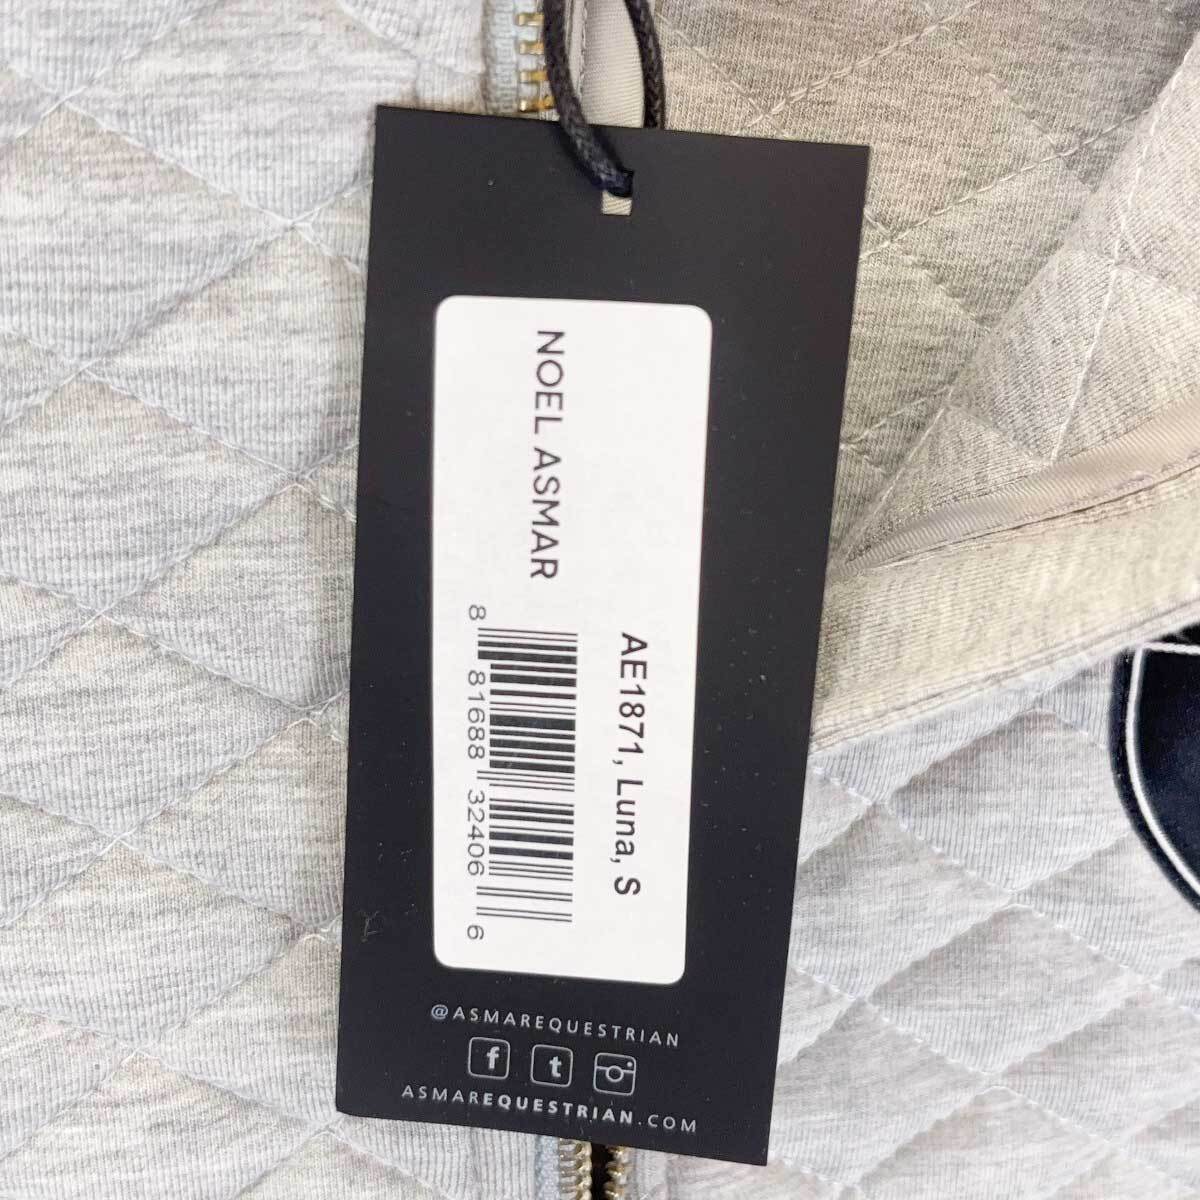 NOEL ASMAR
AE1871, Luna, S
8 81688 32406 6
@ASMAREQUESTRIAN
f t
ASMAREQUESTRIAN.COM